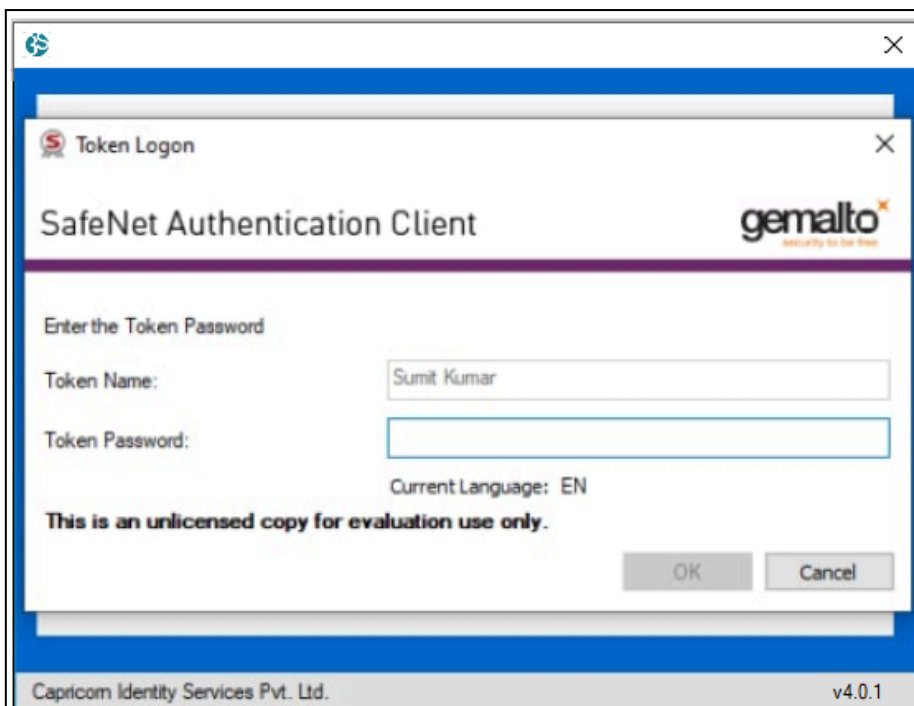 Token Logon
SafeNet Authentication Client
gemalto
security to be free
Enter the Token Password
Token Name: Sumit Kumar
Token Password:
Current Language: EN
This is an unlicensed copy for evaluation use only.
OK Cancel
Capricorn Identity Services Pvt. Ltd. v4.0.1